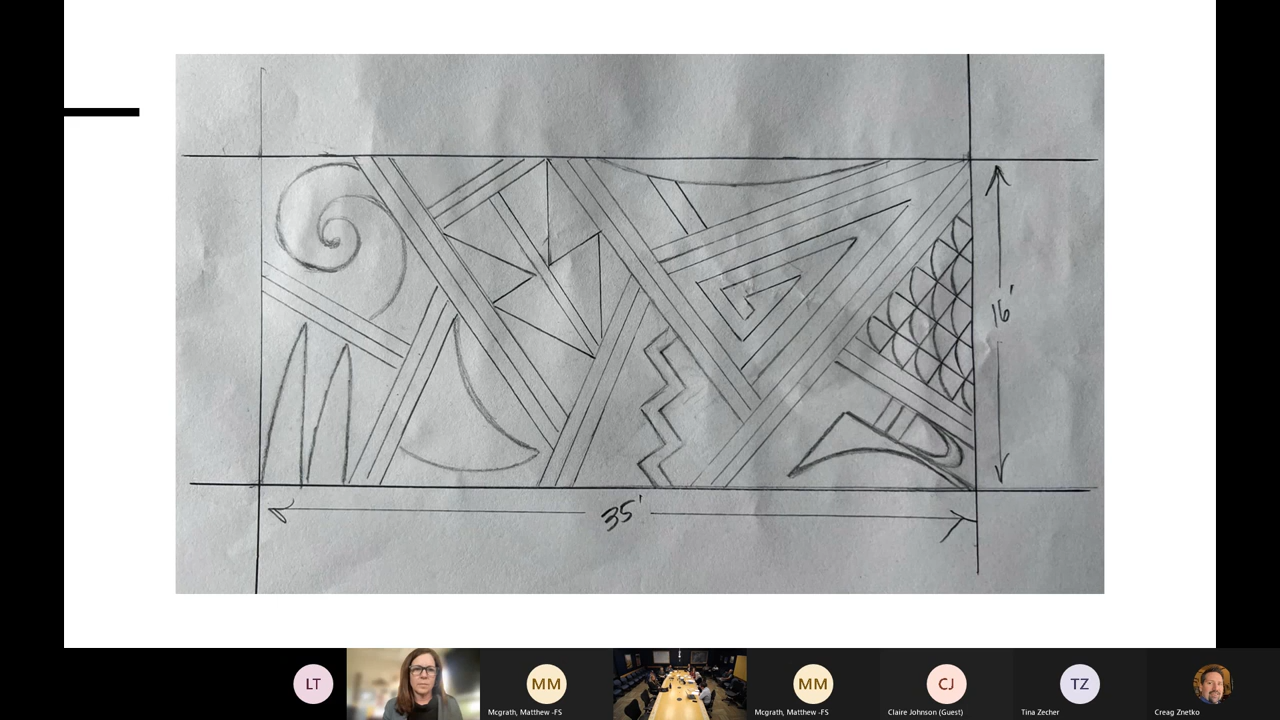 16'
35'
LT
MM
MM
CJ
TZ
Mcgrath, Matthew -FS
Mcgrath, Matthew -FS
Claire Johnson (Guest)
Tina Zecher
Creag Znetko